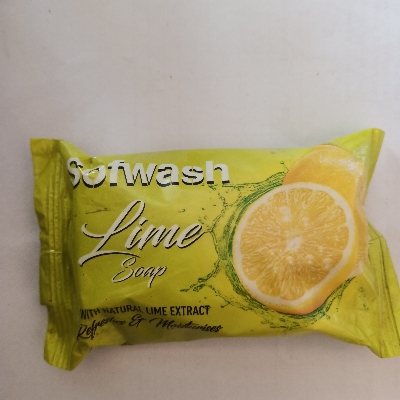 Sofwash
Lime
Soap
WITH NATURAL LIME EXTRACT
Refreshes & Moisturises